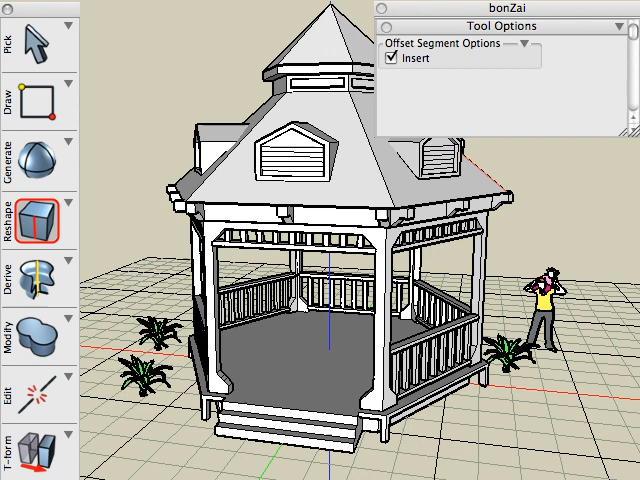 bonZai
Tool Options
Offset Segment Options
Insert
Pick
Draw
Generate
Reshape
Derive
Modify
Edit
T-form